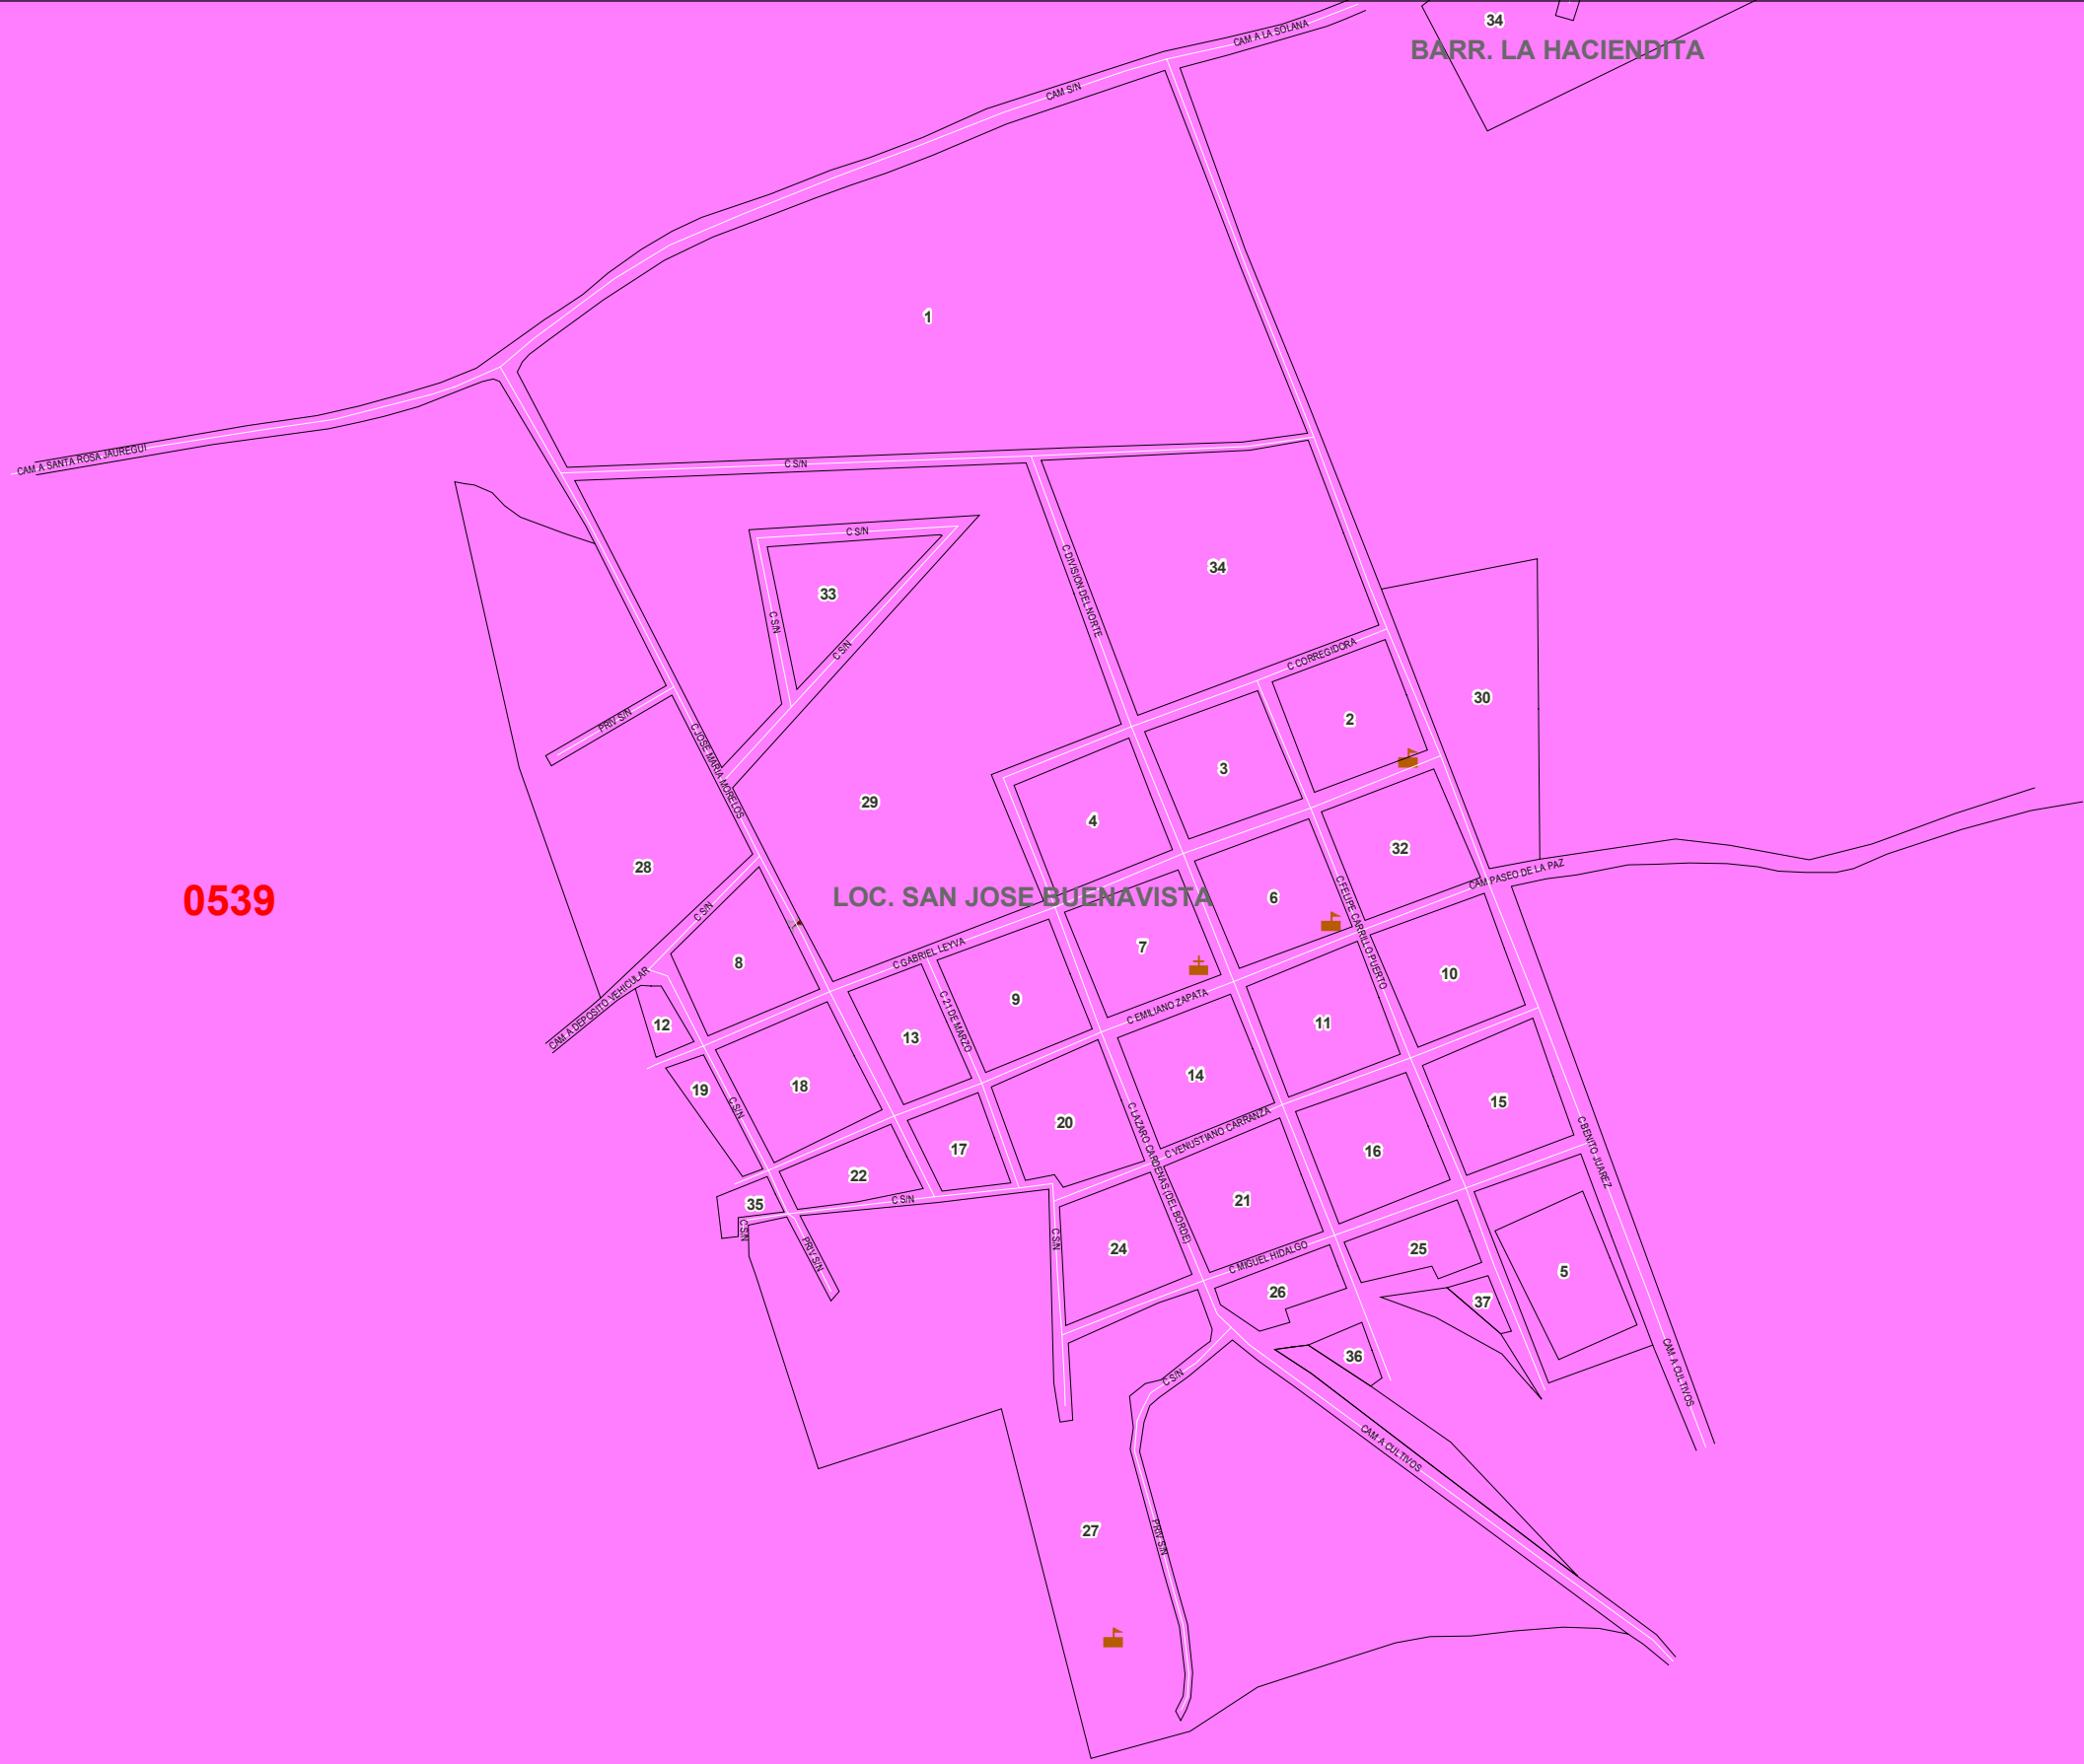 34
CAM A LA SOLANA
BARR. LA HACIENDITA
CAM S/N
1
CAM A SANTA ROSA JAUREGUI
C S/N
C S/N
C DIVISION DEL NORTE
34
33
C S/N
C S/N
C CORREGIDORA
30
PRIV S/N
2
C JOSE MARIA MORELOS
3
29
4
32
28
CAM PASEO DE LA PAZ
0539
LOC. SAN JOSE BUENAVISTA
6
C FELIPE CARRILLO PUERTO
C S/N
7
C GABRIEL LEYVA
8
10
9
CAM A DEPOSITO VEHICULAR
C EMILIANO ZAPATA
12
C 21 DE MARZO
11
13
14
18
19
15
C S/N
20
C VENUSTIANO CARRANZA
C LAZARO CARDENAS (DEL BORDE)
C BENITO JUAREZ
17
16
22
35
C S/N
21
C S/N
C S/N
24
25
PRIV S/N
C MIGUEL HIDALGO
5
26
37
36
C S/N
CAM A CULTIVOS
CAM A CULTIVOS
27
PRIV S/N